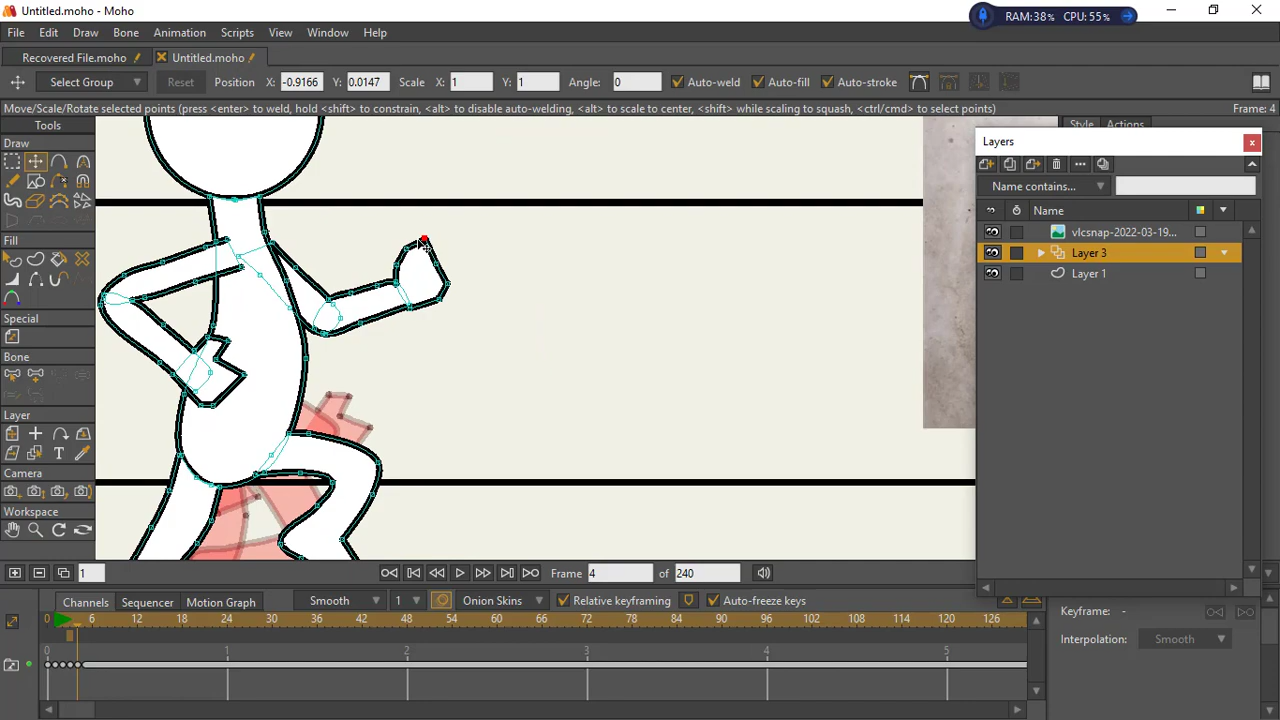 Untitled.moho - Moho
RAM:38% CPU:55%
File Edit Draw Bone Animation Scripts View Window Help
Recovered File.moho Untitled.moho
Select Group Reset Position X: -0.9166 Y: 0.0147 Scale X: 1 Y: 1 Angle: 0 Auto-weld Auto-fill Auto-stroke
Move/Scale/Rotate selected points (press <enter> to weld, hold <shift> to constrain, <alt> to disable auto-welding, <alt> to scale to center, <shift> while scaling to squash, <ctrl/cmd> to select points) Frame: 4
Tools
Style Actions
Draw
Layers
Name contains...
Name
vlcsnap-2022-03-19...
Layer 3
Layer 1
Fill
Special
Bone
Layer
Camera
Workspace
1 Frame 4 of 240
Channels Sequencer Motion Graph Smooth 1 Onion Skins Relative keyframing Auto-freeze keys
Keyframe: -
0 6 12 18 24 30 36 42 48 54 60 66 72 78 84 90 96 102 108 114 120 126
Interpolation: Smooth
0 1 2 3 4 5